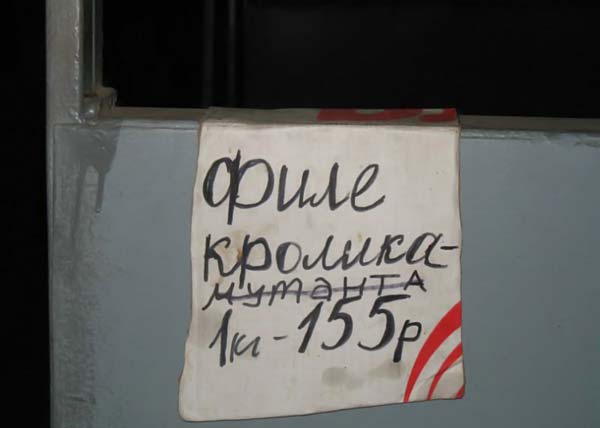 Филе
кролика-
мутанта
1кг-155р